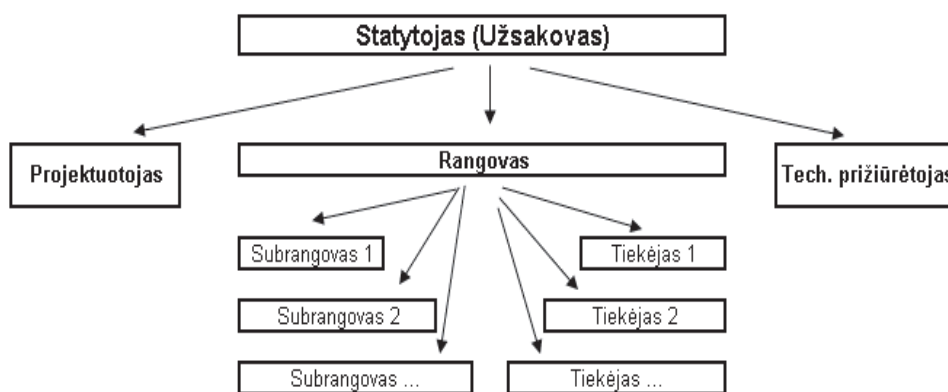 Statytojas (Užsakovas)
Projektuotojas
Rangovas
Tech. prižiūrėtojas
Subrangovas 1
Tiekėjas 1
Subrangovas 2
Tiekėjas 2
Subrangovas ...
Tiekėjas ...